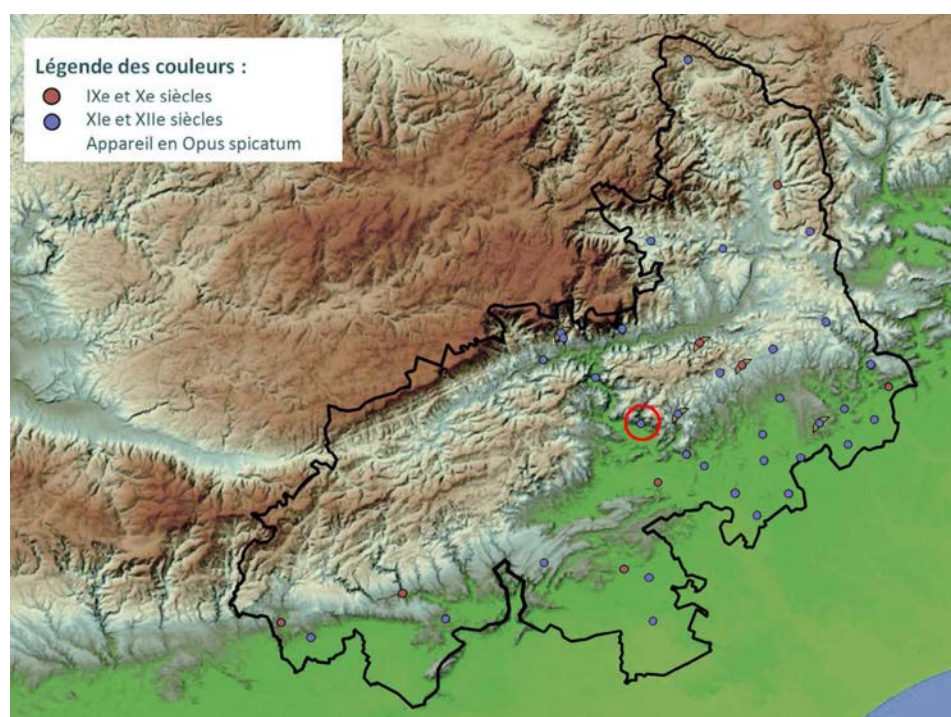 Légende des couleurs :
IXe et Xe siècles
XIe et XIIe siècles
Appareil en Opus spicatum